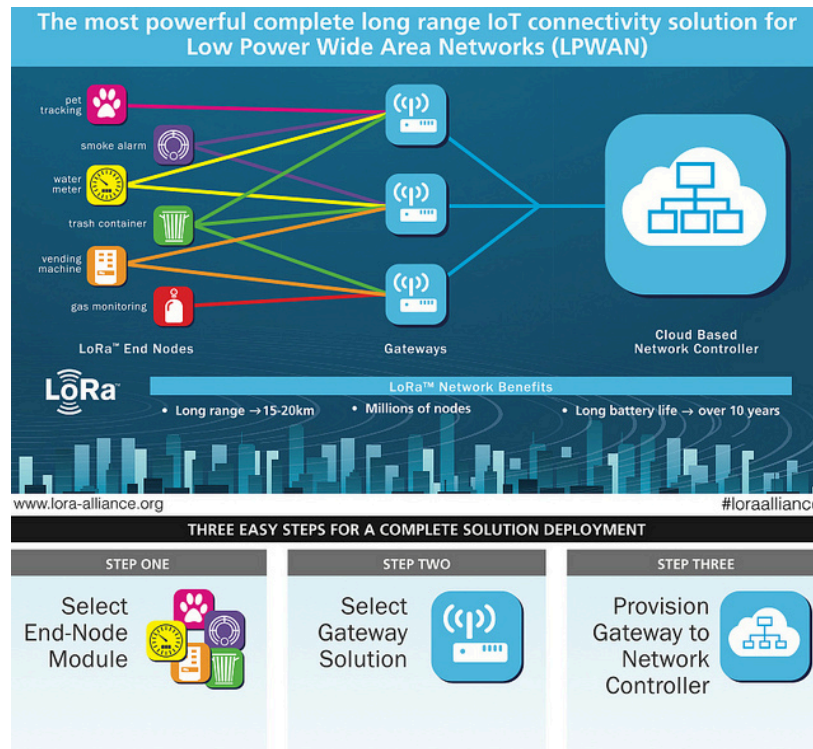 The most powerful complete long range IoT connectivity solution for
Low Power Wide Area Networks (LPWAN)
pet
tracking
smoke alarm
water
meter
trash container
vending
machine
gas monitoring
LoRa™ End Nodes
Gateways
Cloud Based
Network Controller
LoRa™
LoRa™ Network Benefits
• Long range → 15-20km
• Millions of nodes
• Long battery life → over 10 years
www.lora-alliance.org
#loraalliance
THREE EASY STEPS FOR A COMPLETE SOLUTION DEPLOYMENT
STEP ONE
Select
End-Node
Module
STEP TWO
Select
Gateway
Solution
STEP THREE
Provision
Gateway to
Network
Controller